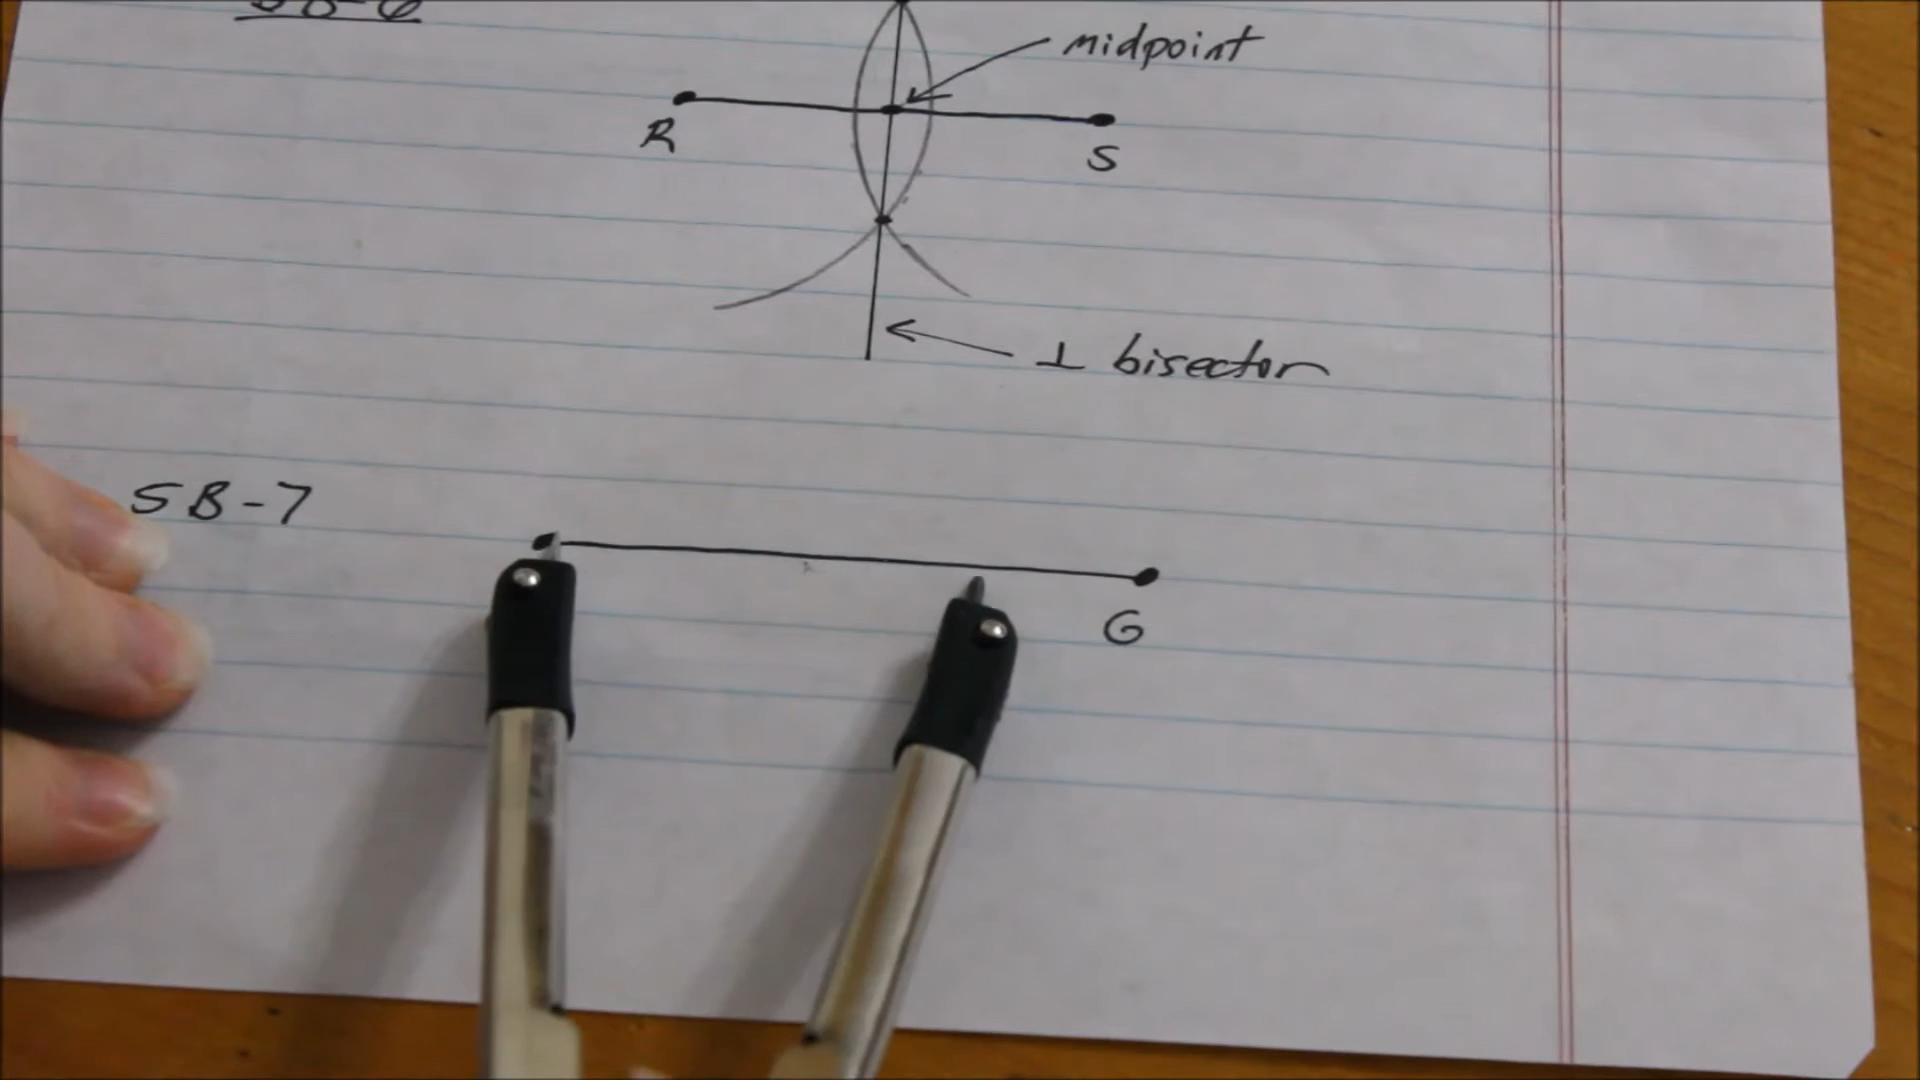 midpoint
R
S
⊥ bisector
SB-7
G